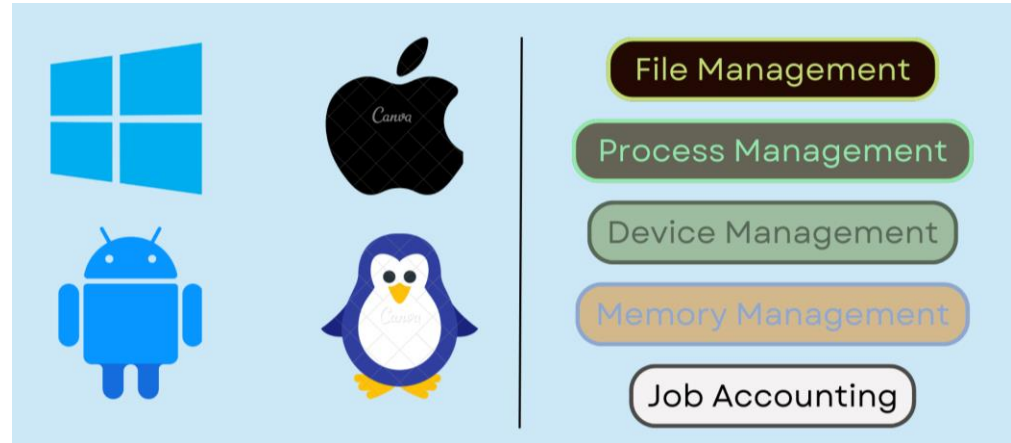 Canva
Canva
File Management
Process Management
Device Management
Memory Management
Job Accounting